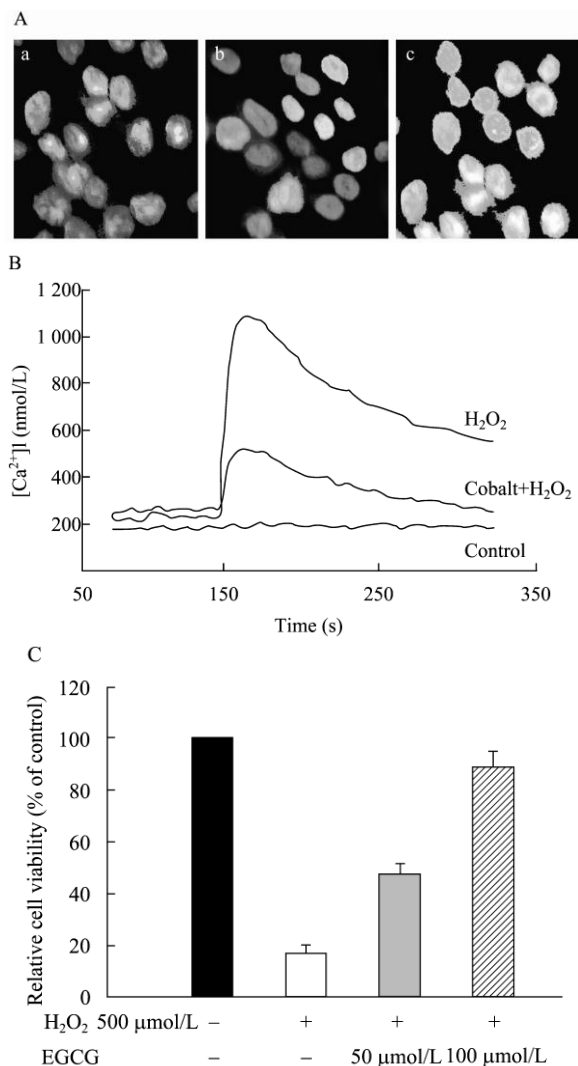 A
a b c
B
1 200
1 000
800
600
400
200
[Ca²⁺]l (nmol/L)
H₂O₂
Cobalt+H₂O₂
Control
50 150 250 350
Time (s)
C
120
100
80
60
40
20
0
Relative cell viability (% of control)
H₂O₂ 500 μmol/L – + + +
EGCG – – 50 μmol/L 100 μmol/L